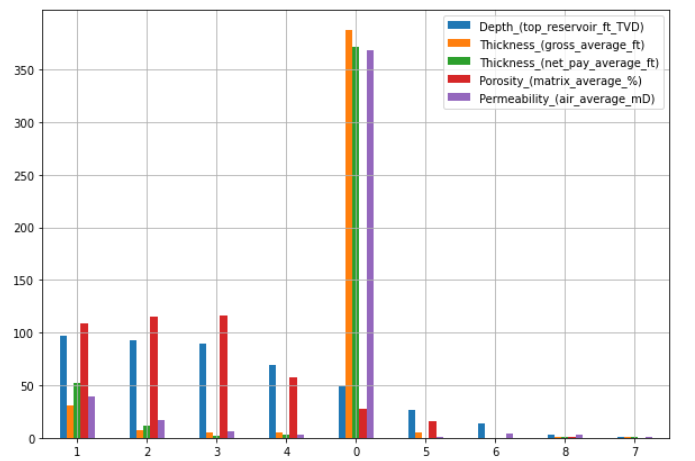 Depth_(top_reservoir_ft_TVD)
Thickness_(gross_average_ft)
Thickness_(net_pay_average_ft)
Porosity_(matrix_average_%)
Permeability_(air_average_mD)
350
300
250
200
150
100
50
0
1 2 3 4 0 5 6 8 7